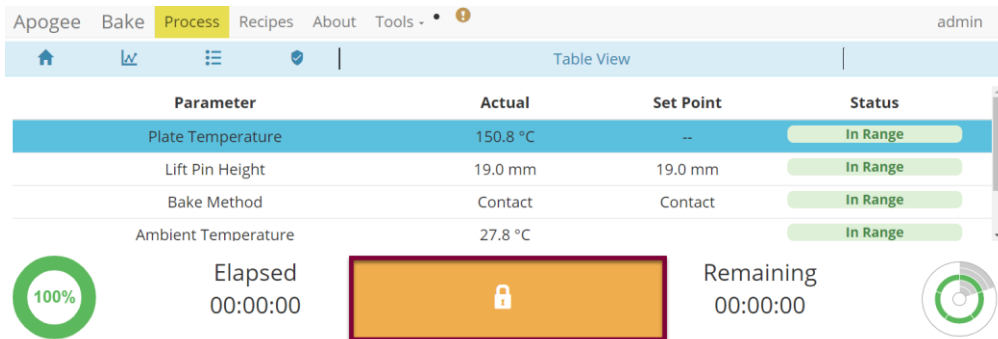 Apogee Bake Process Recipes About Tools admin
Table View
Parameter Actual Set Point Status
Plate Temperature 150.8 °C -- In Range
Lift Pin Height 19.0 mm 19.0 mm In Range
Bake Method Contact Contact In Range
Ambient Temperature 27.8 °C In Range
100%
Elapsed
00:00:00
Remaining
00:00:00